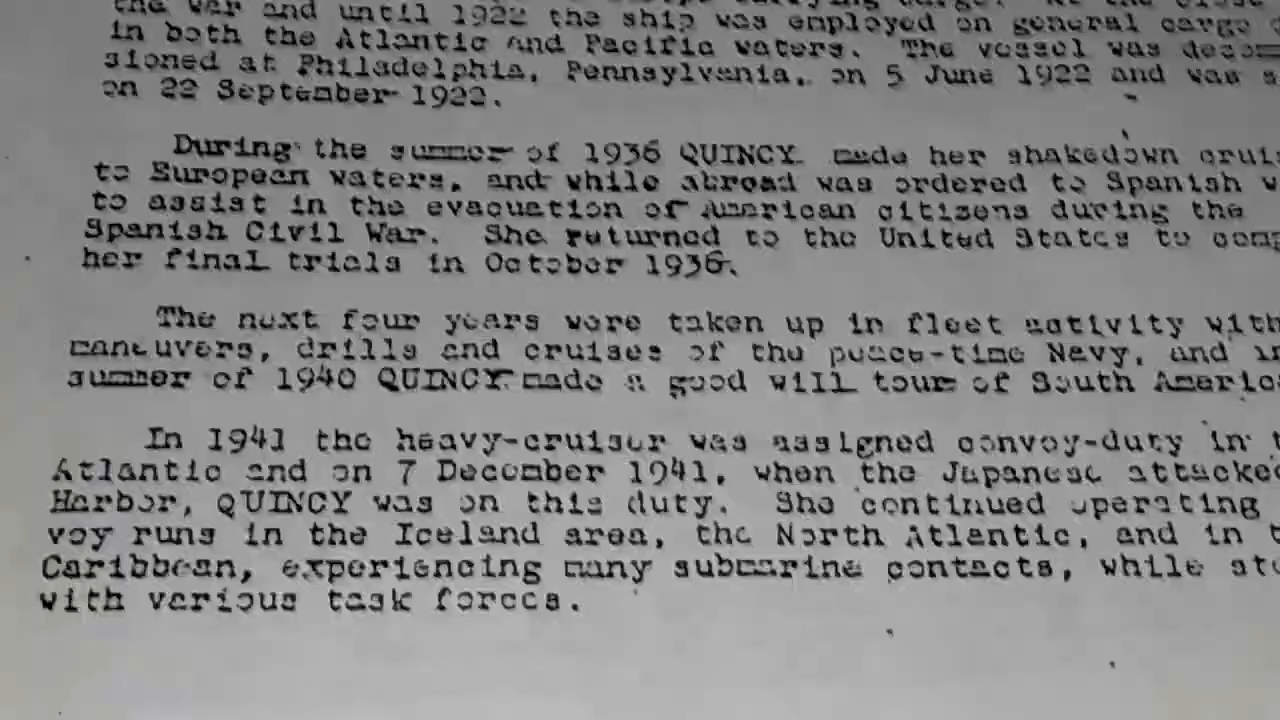 the war and until 1922 the ship was employed on general cargo
in both the Atlantic and Pacific waters. The vessel was decom
sioned at Philadelphia, Pennsylvania, on 5 June 1922 and was s
on 22 September 1922.
During the summer of 1936 QUINCY made her shakedown crui
to European waters, and while abroad was ordered to Spanish w
to assist in the evacuation of American citizens during the
Spanish Civil War. She returned to the United States to comp
her final trials in October 1936.
The next four years were taken up in fleet activity with
maneuvers, drills and cruises of the peace-time Navy, and in
summer of 1940 QUINCY made a good will tour of South America
In 1941 the heavy-cruiser was assigned convoy-duty in t
Atlantic and on 7 December 1941, when the Japanese attacked
Harbor, QUINCY was on this duty. She continued operating
voy runs in the Iceland area, the North Atlantic, and in t
Caribbean, experiencing many submarine contacts, while ste
with various task forces.